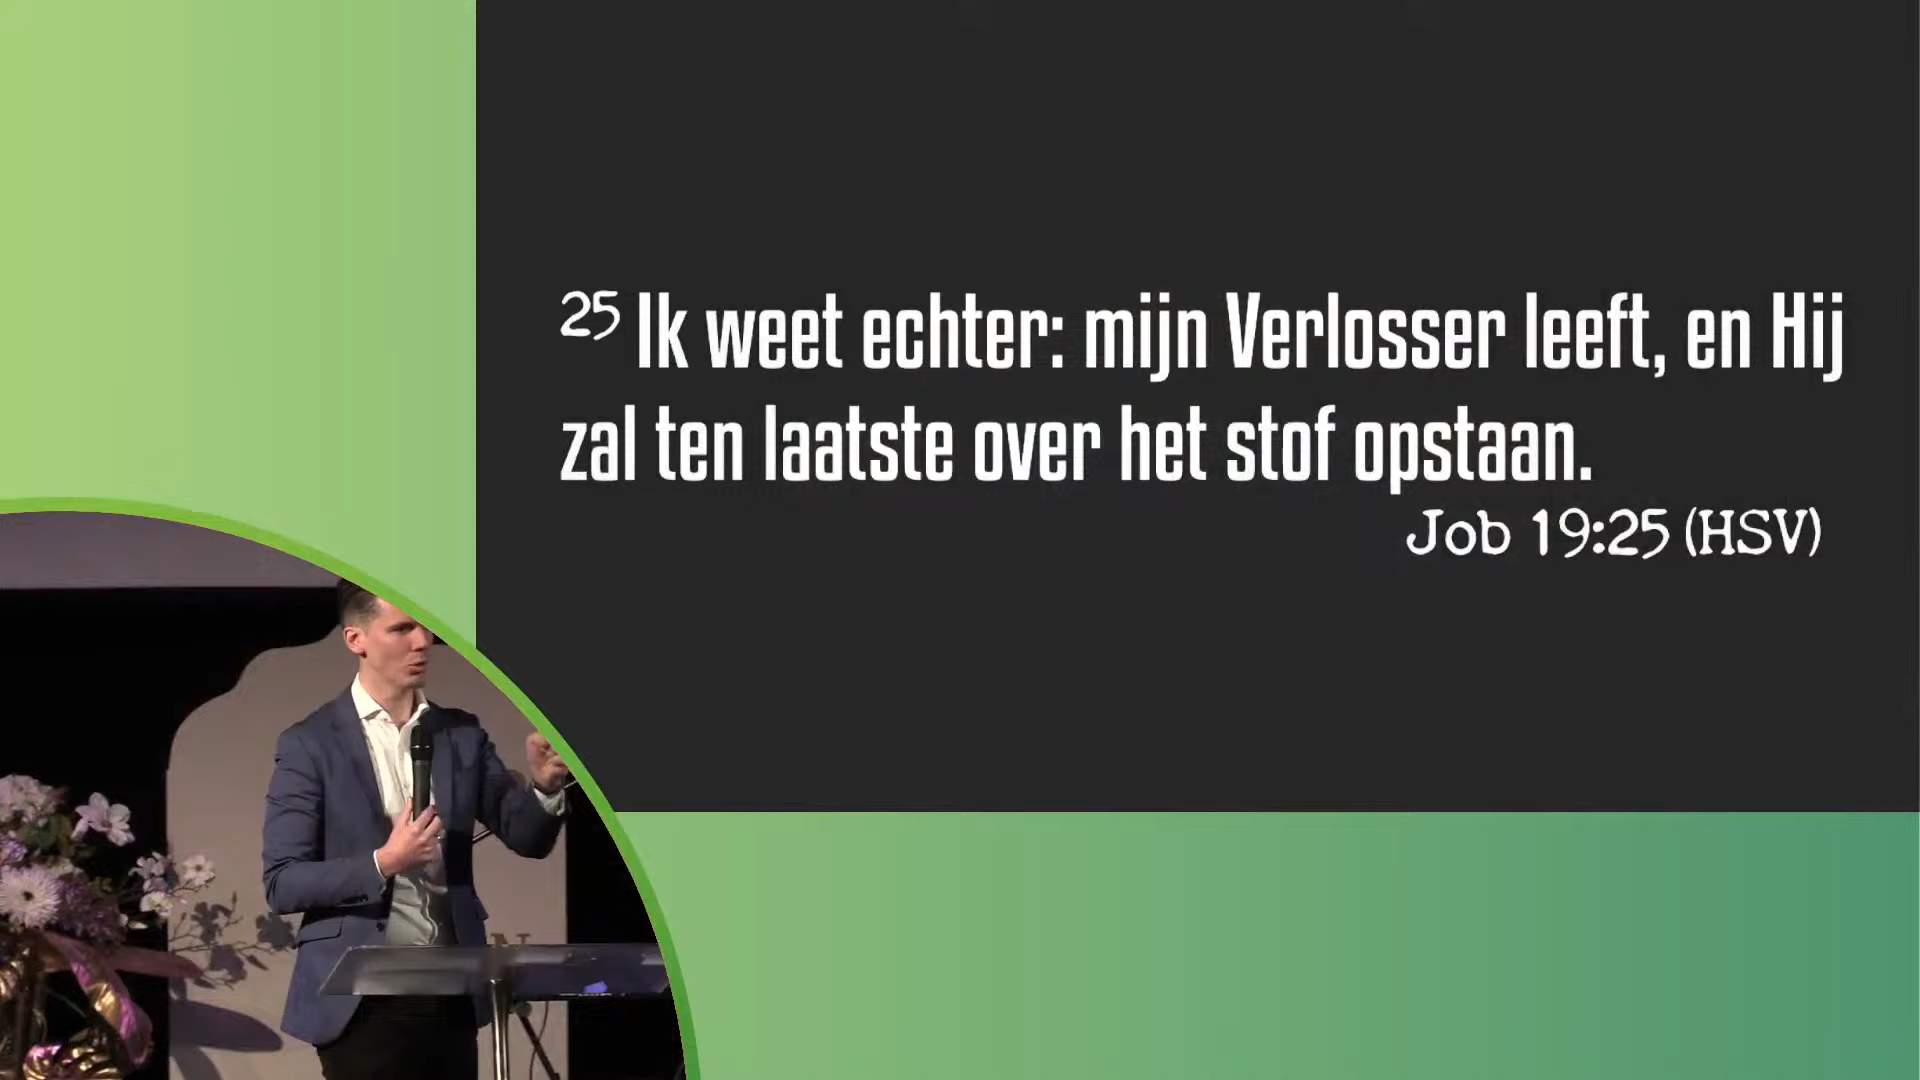 25 Ik weet echter: mijn Verlosser leeft, en Hij
zal ten laatste over het stof opstaan.
Job 19:25 (HSV)
N